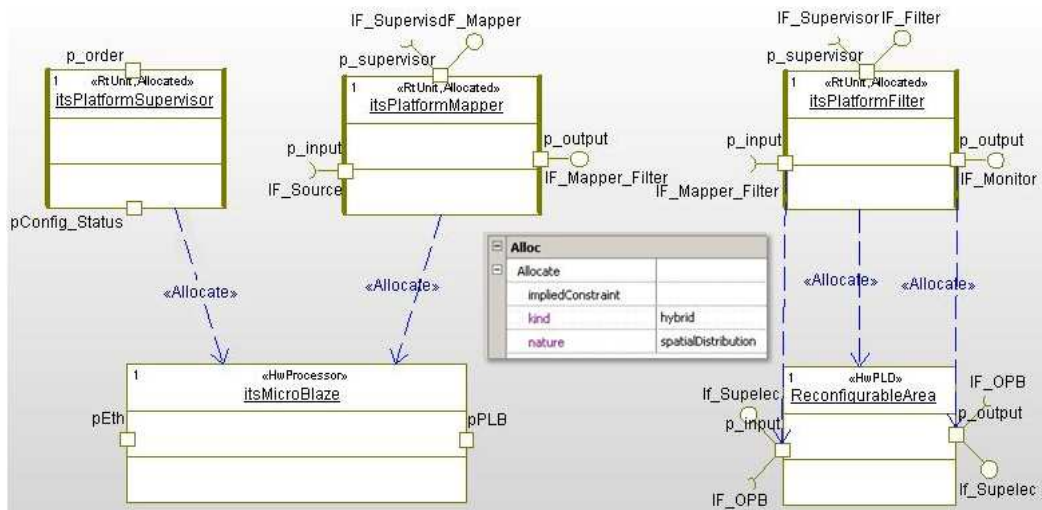 IF_SupervisdF_Mapper
IF_SupervisorIF_Filter
p_order
p_supervisor
p_supervisor
1 «RtUnit,Allocated»
itsPlatformSupervisor
1 «RtUnit,Allocated»
itsPlatformMapper
1 «RtUnit,Allocated»
itsPlatformFilter
p_input
p_output
p_input
p_output
IF_Source
IF_Mapper_Filter
IF_Mapper_Filter
IF_Monitor
pConfig_Status
Alloc
Allocate
impliedConstraint
kind hybrid
nature spatialDistribution
«Allocate»
«Allocate»
«Allocate»
«Allocate»
1 «HwProcessor»
itsMicroBlaze
pEth
pPLB
1 «HwPLD»
ReconfigurableArea
If_Supelec
IF_OPB
p_input
p_output
IF_OPB
If_Supelec